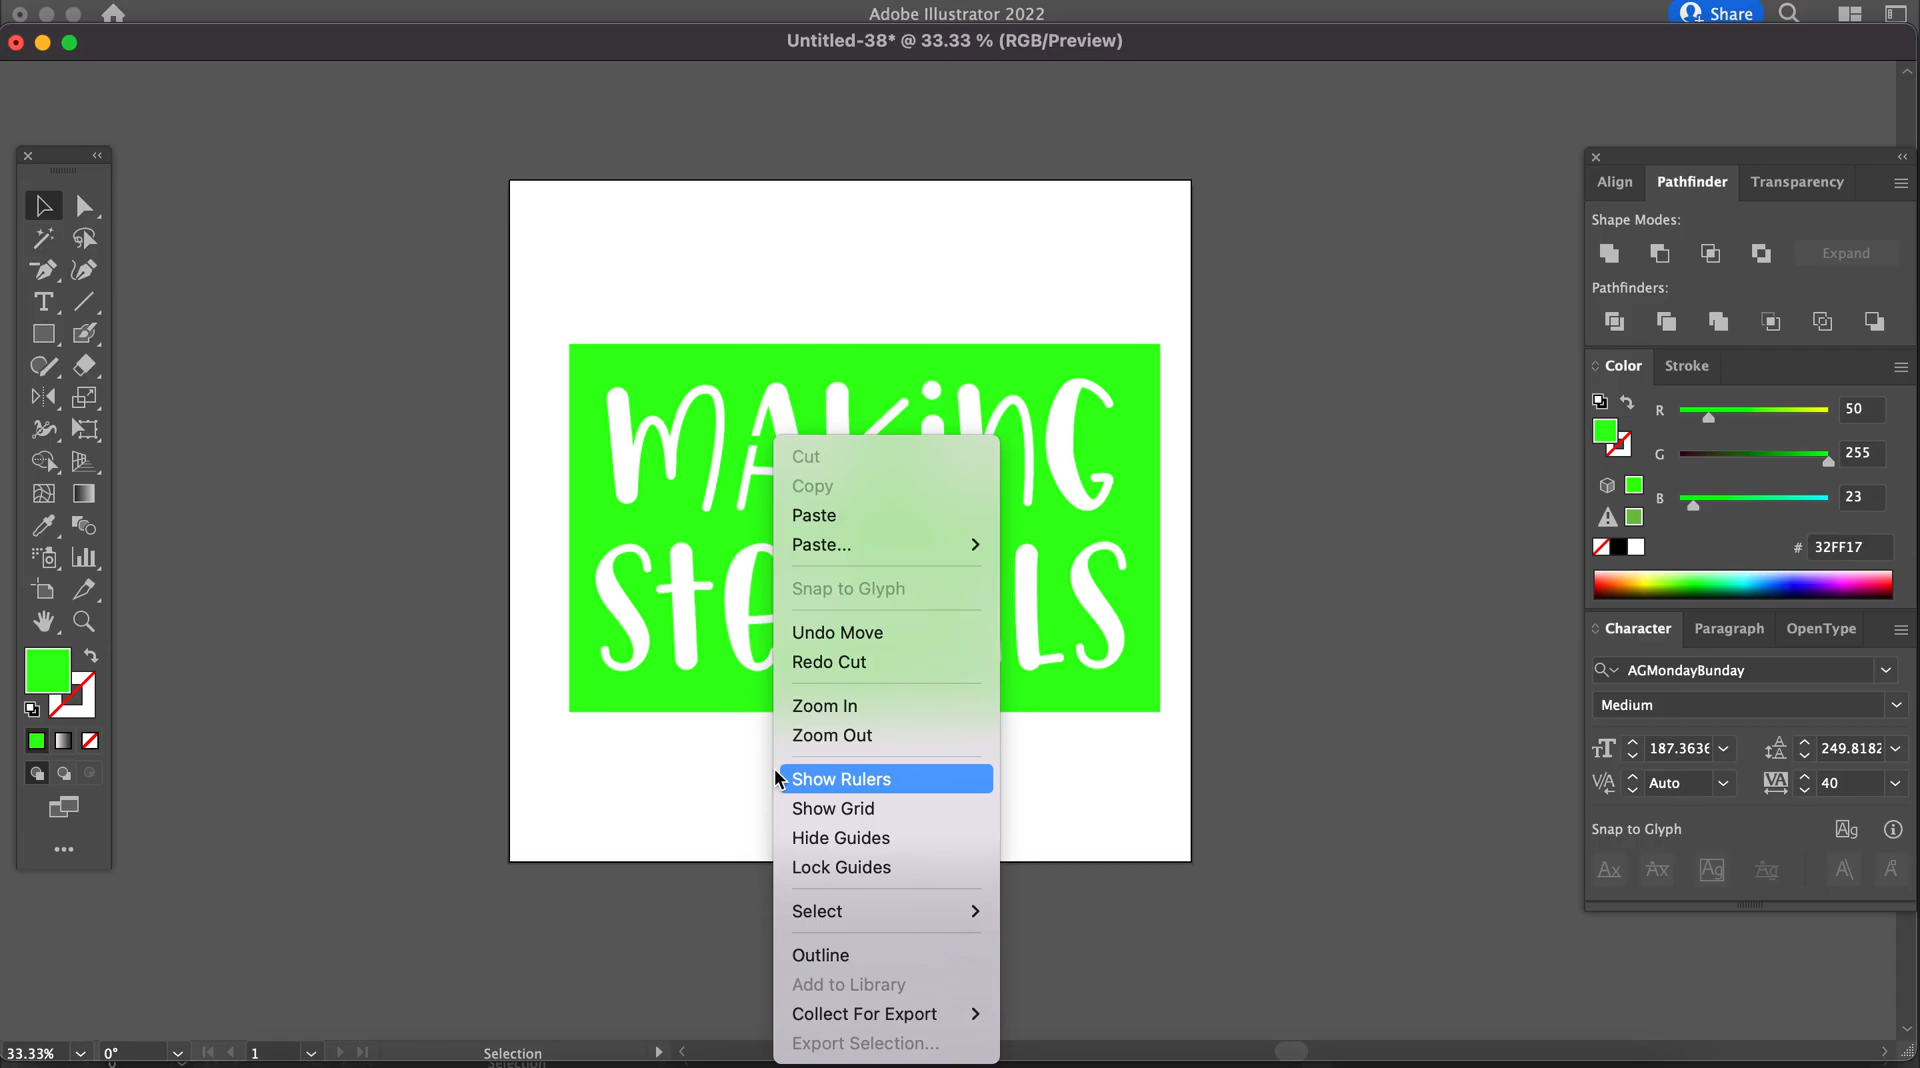 Adobe Illustrator 2022
Share
Untitled-38* @ 33.33 % (RGB/Preview)
Align
Pathfinder
Transparency
Shape Modes:
Expand
Pathfinders:
Color
Stroke
R
50
G
255
B
23
# 32FF17
Character
Paragraph
OpenType
AGMondayBunday
Medium
187.3636
249.8182
Auto
40
Snap to Glyph
MAKiNG
Cut
Copy
Paste
Paste...
Snap to Glyph
Undo Move
Redo Cut
Zoom In
Zoom Out
Show Rulers
Show Grid
Hide Guides
Lock Guides
Select
Outline
Add to Library
Collect For Export
Export Selection...
33.33%
0°
1
Selection